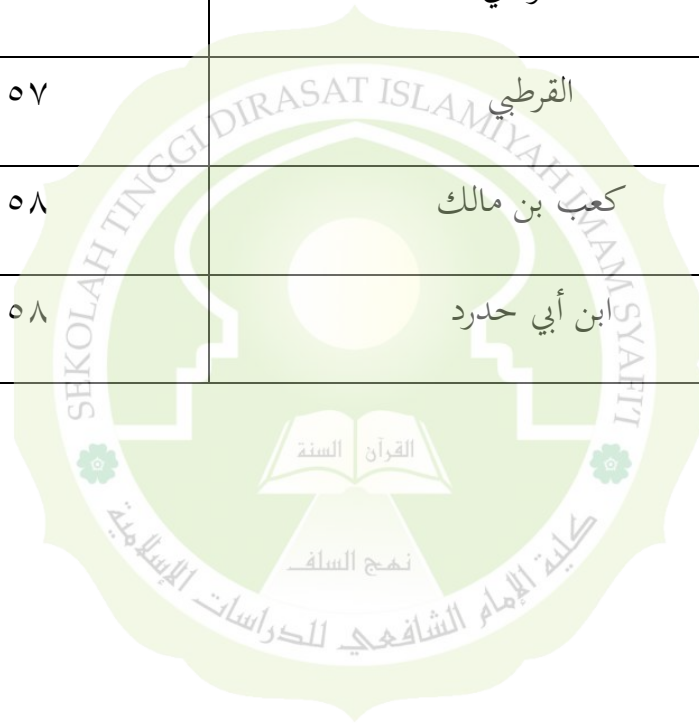 القرطبي ٥٧
كعب بن مالك ٥٨
ابن أبي حدرد ٥٨
SEKOLAH TINGGI DIRASAT ISLAMIYAH IMAM SYAFI'I
القرآن السنة
نهج السلف
كلية الإمام الشافعي للدراسات الإسلامية